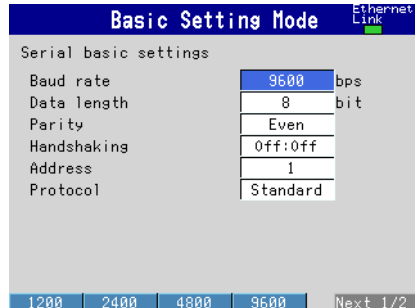 Basic Setting Mode
Ethernet
Link
Serial basic settings
Baud rate 9600 bps
Data length 8 bit
Parity Even
Handshaking Off:Off
Address 1
Protocol Standard
1200 2400 4800 9600 Next 1/2